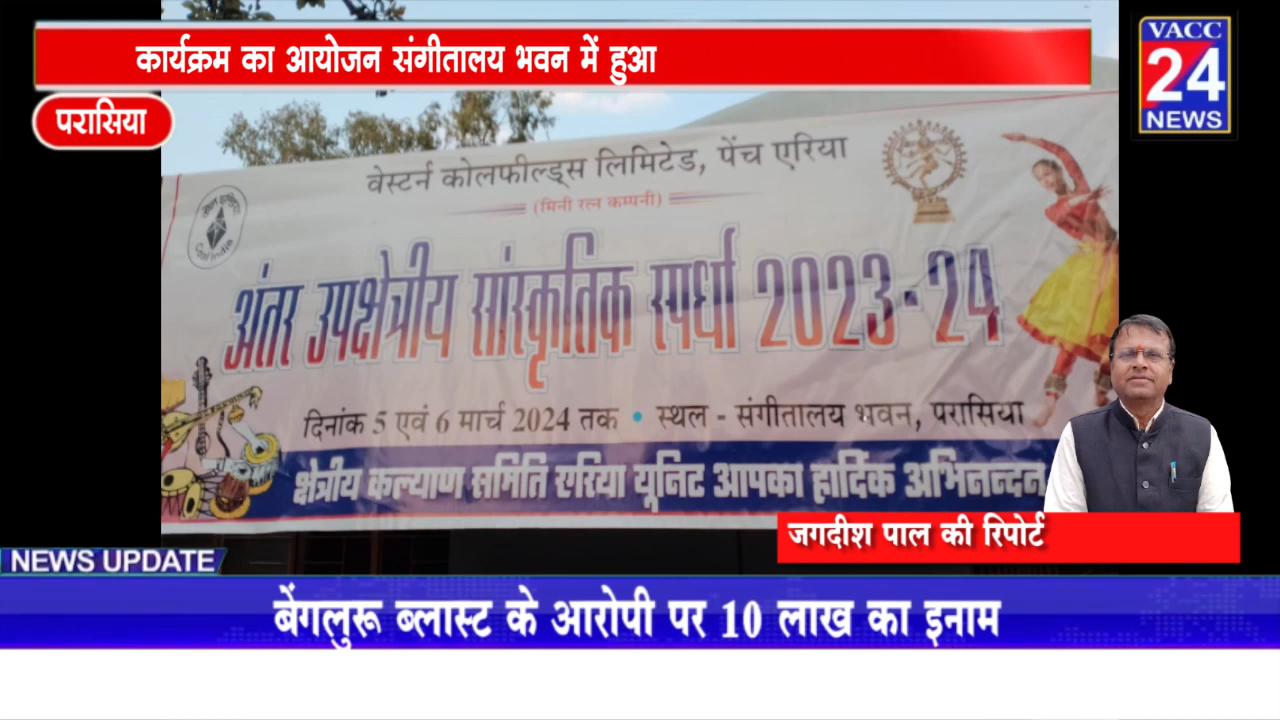 कार्यक्रम का आयोजन संगीतालय भवन में हुआ
VACC
24
NEWS
परासिया
वेस्टर्न कोलफील्ड्स लिमिटेड, पेंच एरिया
(मिनी रत्न कम्पनी)
Coal India
अंतर उपक्षेत्रीय सांस्कृतिक स्पर्धा 2023-24
दिनांक 5 एवं 6 मार्च 2024 तक • स्थल - संगीतालय भवन, परासिया
क्षेत्रीय कल्याण समिति एरिया यूनिट आपका हार्दिक अभिनन्दन
जगदीश पाल की रिपोर्ट
NEWS UPDATE
बेंगलुरू ब्लास्ट के आरोपी पर 10 लाख का इनाम